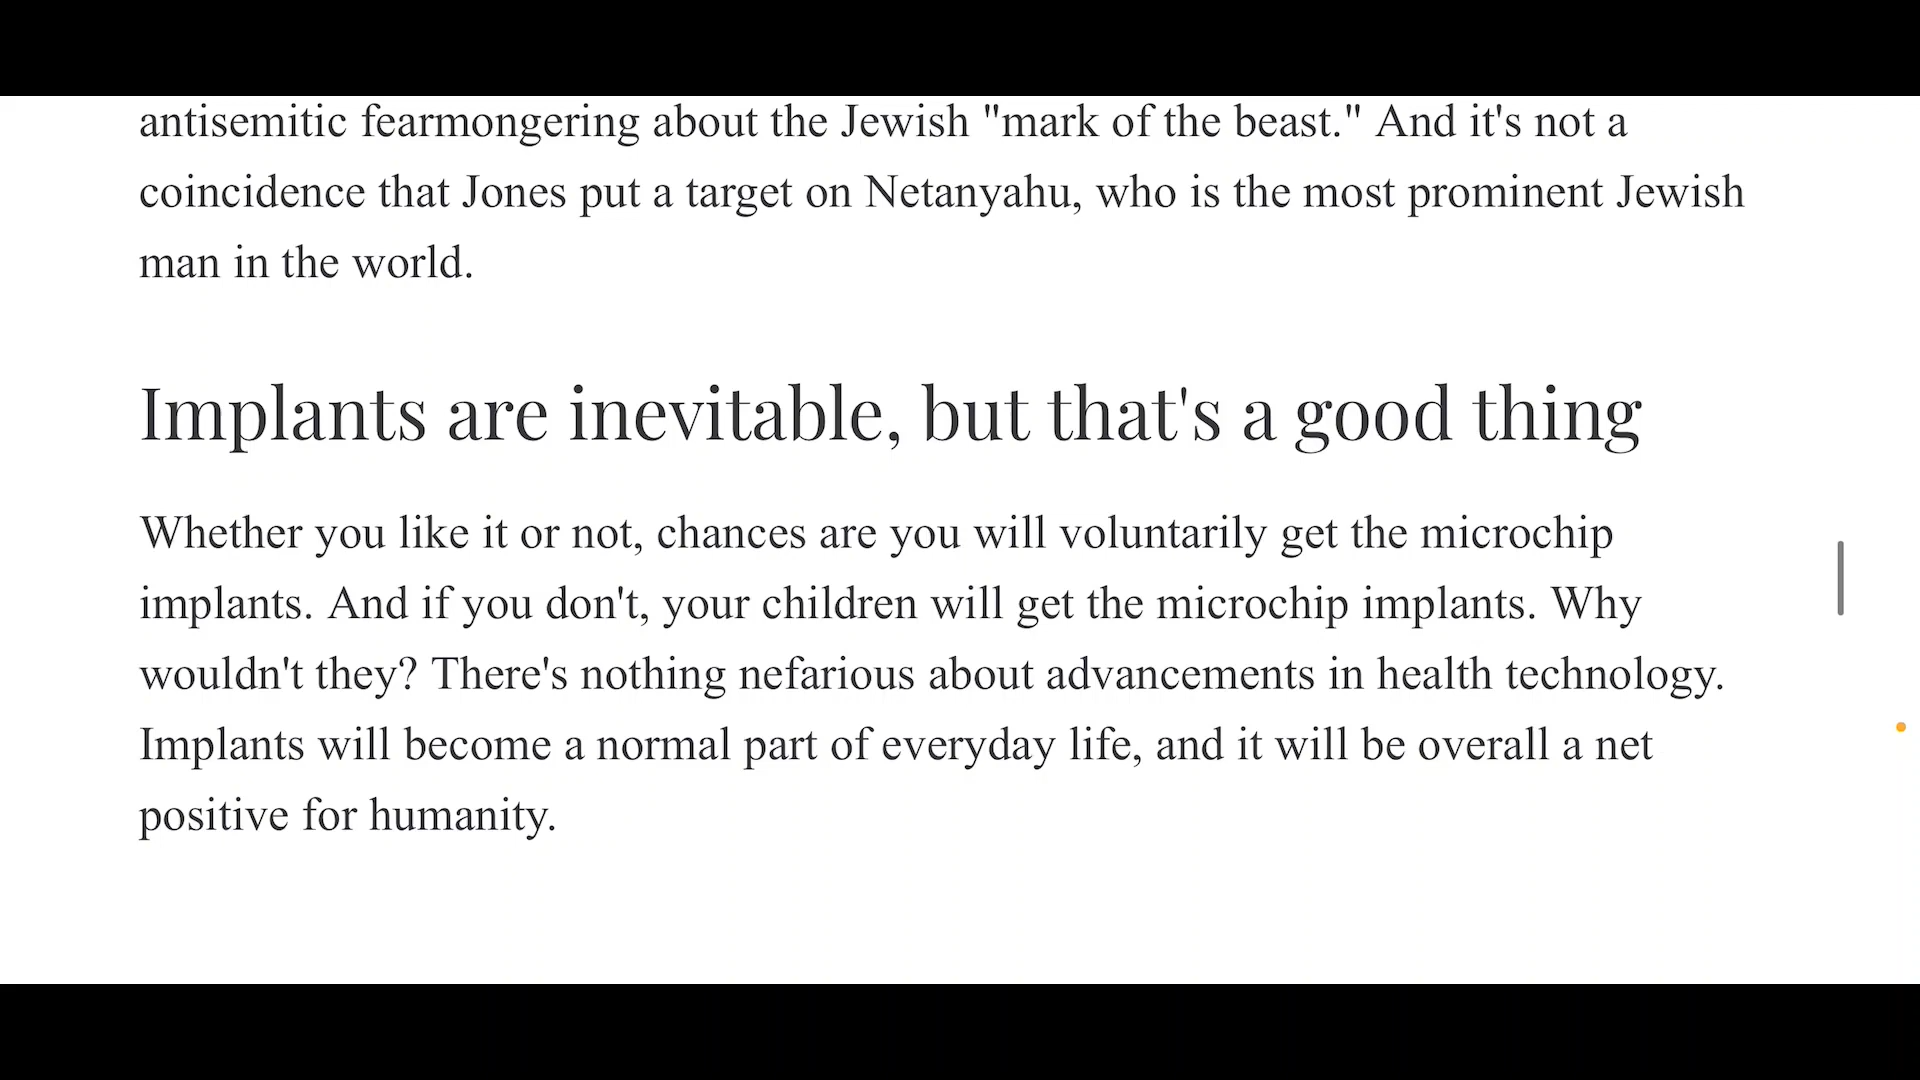 antisemitic fearmongering about the Jewish "mark of the beast." And it's not a
coincidence that Jones put a target on Netanyahu, who is the most prominent Jewish
man in the world.
Implants are inevitable, but that's a good thing
Whether you like it or not, chances are you will voluntarily get the microchip
implants. And if you don't, your children will get the microchip implants. Why
wouldn't they? There's nothing nefarious about advancements in health technology.
Implants will become a normal part of everyday life, and it will be overall a net
positive for humanity.